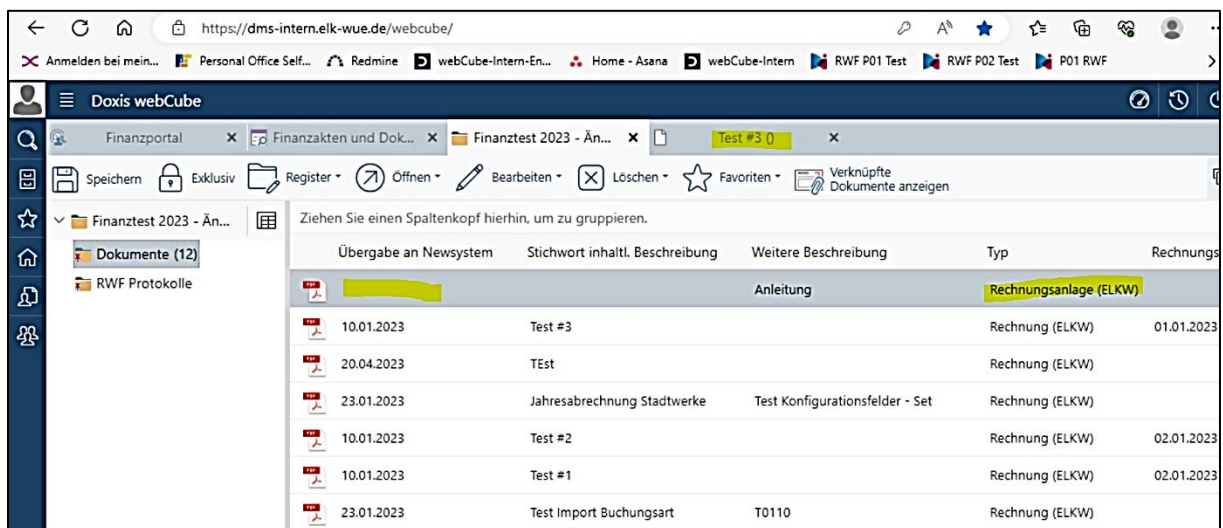 https://dms-intern.elk-wue.de/webcube/
Anmelden bei mein... Personal Office Self... Redmine webCube-Intern-En... Home - Asana webCube-Intern RWF P01 Test RWF P02 Test P01 RWF
Doxis webCube
Finanzportal Finanzakten und Dok... Finanztest 2023 - Än... Test #3 ()
Speichern Exklusiv Register Öffnen Bearbeiten Löschen Favoriten Verknüpfte
Dokumente anzeigen
Finanztest 2023 - Än... Ziehen Sie einen Spaltenkopf hierhin, um zu gruppieren.
Dokumente (12) Übergabe an Newsystem Stichwort inhaltl. Beschreibung Weitere Beschreibung Typ Rechnungs
RWF Protokolle Anleitung Rechnungsanlage (ELKW)
10.01.2023 Test #3 Rechnung (ELKW) 01.01.2023
20.04.2023 TEst Rechnung (ELKW)
23.01.2023 Jahresabrechnung Stadtwerke Test Konfigurationsfelder - Set Rechnung (ELKW)
10.01.2023 Test #2 Rechnung (ELKW) 02.01.2023
10.01.2023 Test #1 Rechnung (ELKW) 02.01.2023
23.01.2023 Test Import Buchungsart T0110 Rechnung (ELKW)